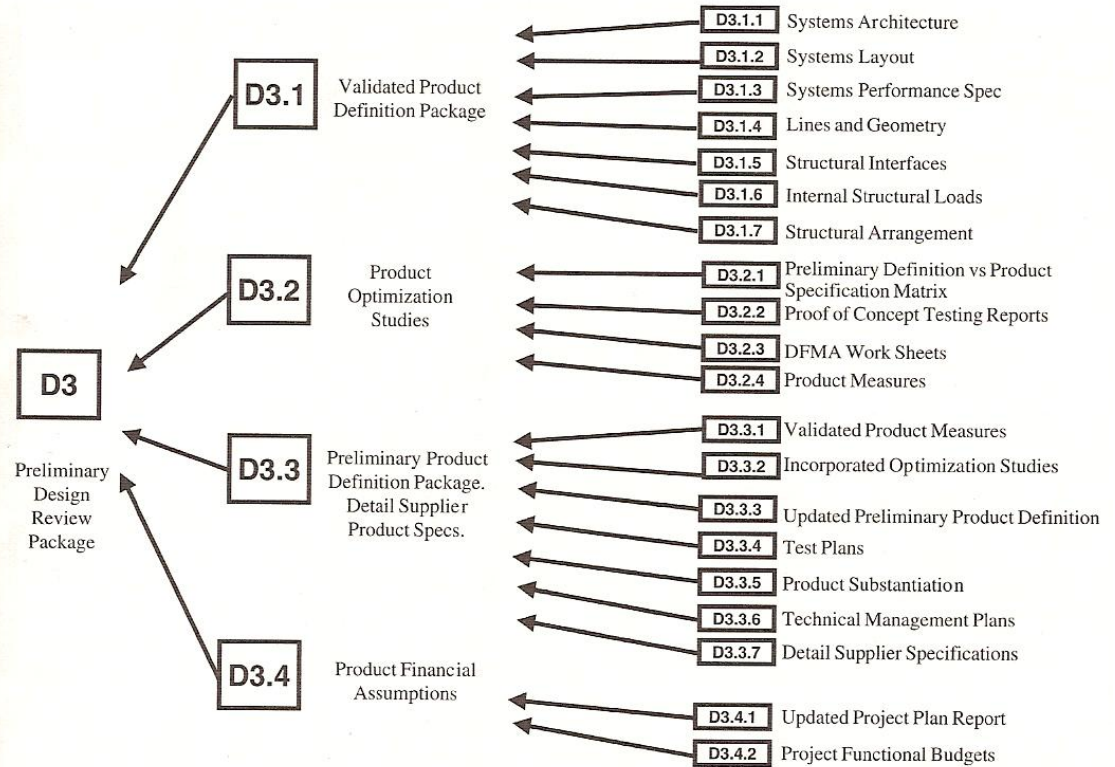 D3.1.1 Systems Architecture
D3.1.2 Systems Layout
D3.1.3 Systems Performance Spec
D3.1.4 Lines and Geometry
D3.1.5 Structural Interfaces
D3.1.6 Internal Structural Loads
D3.1.7 Structural Arrangement
D3.1
Validated Product
Definition Package
D3.2.1 Preliminary Definition vs Product
Specification Matrix
D3.2.2 Proof of Concept Testing Reports
D3.2.3 DFMA Work Sheets
D3.2.4 Product Measures
D3.2
Product
Optimization
Studies
D3
Preliminary
Design
Review
Package
D3.3.1 Validated Product Measures
D3.3.2 Incorporated Optimization Studies
D3.3.3 Updated Preliminary Product Definition
D3.3.4 Test Plans
D3.3.5 Product Substantiation
D3.3.6 Technical Management Plans
D3.3.7 Detail Supplier Specifications
D3.3
Preliminary Product
Definition Package.
Detail Supplier
Product Specs.
D3.4
Product Financial
Assumptions
D3.4.1 Updated Project Plan Report
D3.4.2 Project Functional Budgets